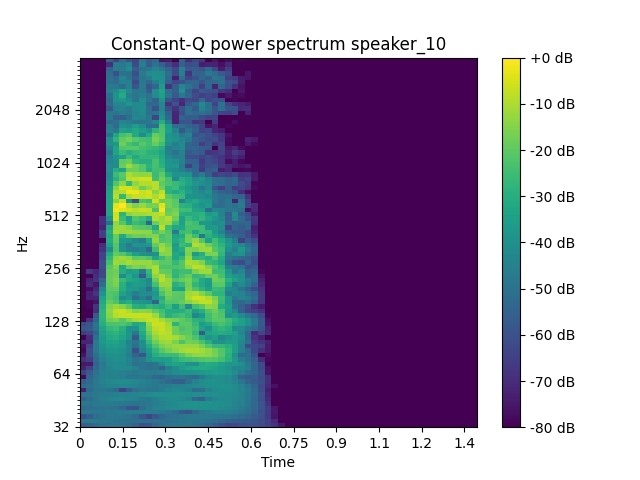 Constant-Q power spectrum speaker_10
Hz
2048
1024
512
256
128
64
32
0 0.15 0.3 0.45 0.6 0.75 0.9 1.1 1.2 1.4
Time
+0 dB
-10 dB
-20 dB
-30 dB
-40 dB
-50 dB
-60 dB
-70 dB
-80 dB